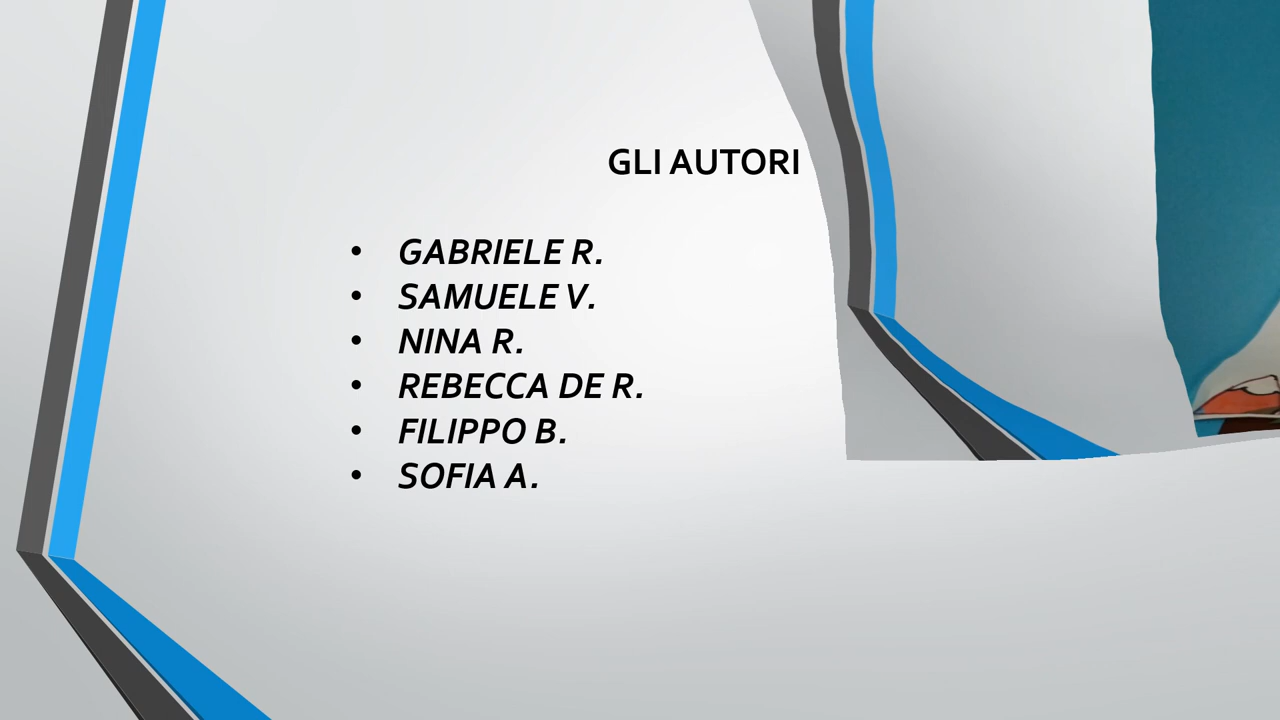 GLI AUTORI
• GABRIELE R.
• SAMUELE V.
• NINA R.
• REBECCA DE R.
• FILIPPO B.
• SOFIA A.